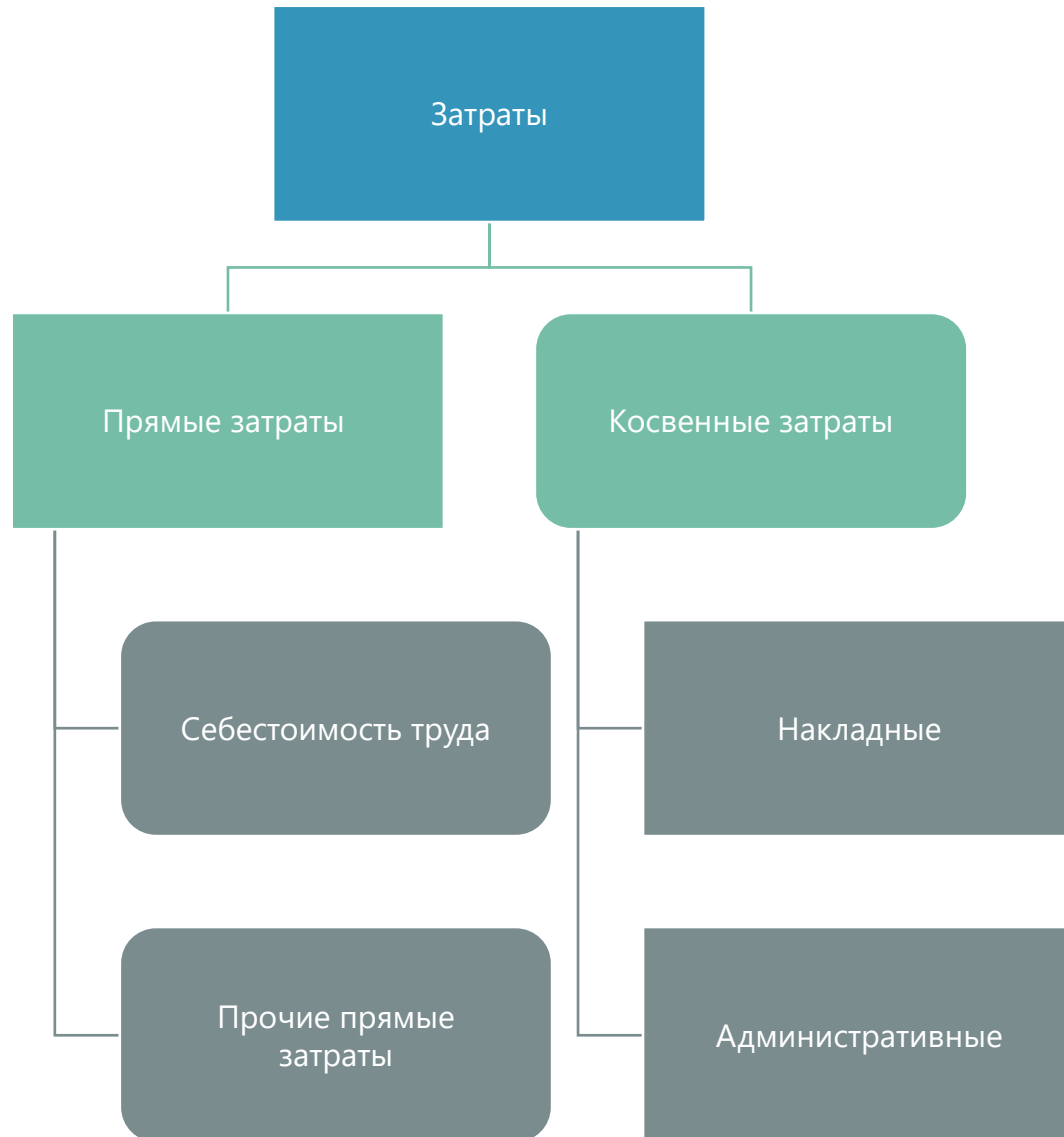 Затраты
Прямые затраты
Косвенные затраты
Себестоимость труда
Накладные
Прочие прямые
затраты
Административные